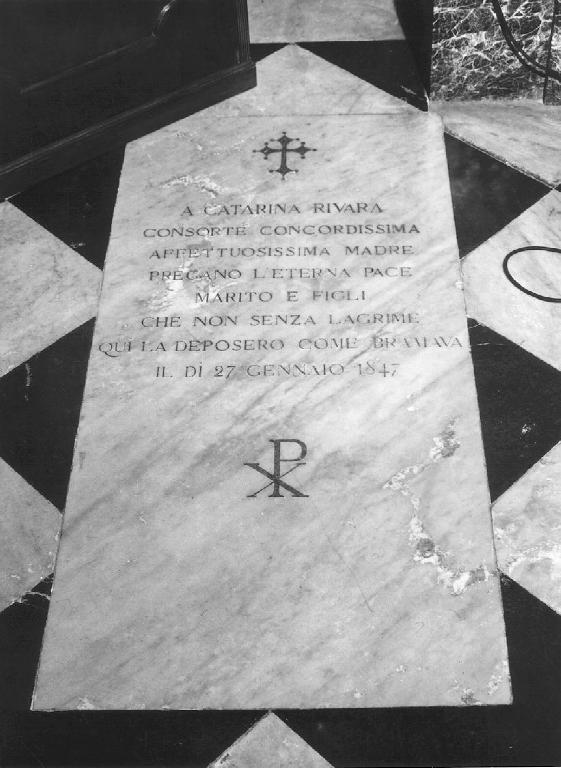 A CATARINA RIVARA
CONSORTE CONCORDISSIMA
AFFETTUOSISSIMA MADRE
PREGANO L'ETERNA PACE
MARITO E FIGLI
CHE NON SENZA LAGRIME
QUI LA DEPOSERO COME BRAMAVA
IL DÌ 27 GENNAIO 1847